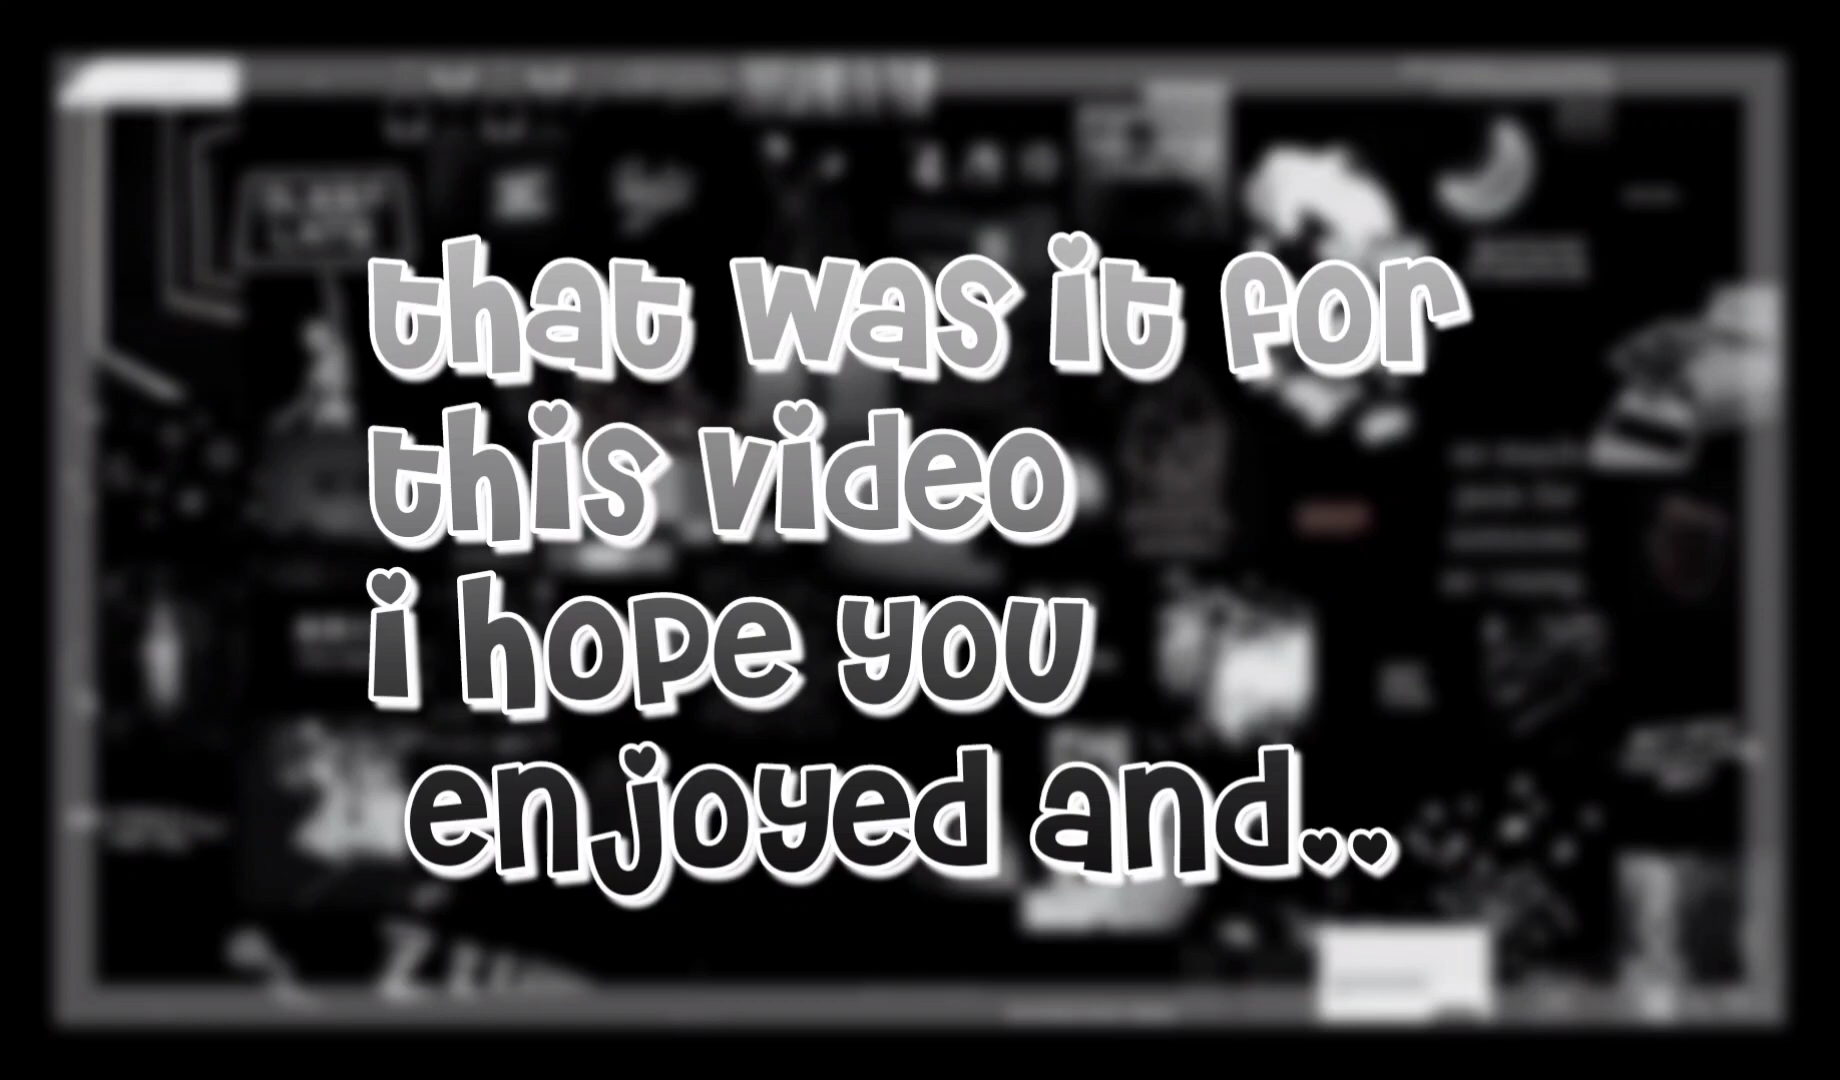 that was it for
this video
i hope you
enjoyed and..